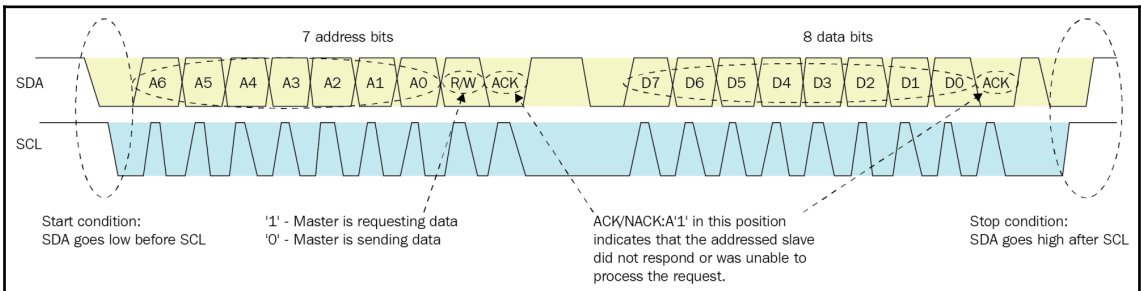 7 address bits
8 data bits
SDA
A6 A5 A4 A3 A2 A1 A0 R/W ACK D7 D6 D5 D4 D3 D2 D1 D0 ACK
SCL
Start condition:
SDA goes low before SCL
'1' - Master is requesting data
'0' - Master is sending data
ACK/NACK:A'1' in this position
indicates that the addressed slave
did not respond or was unable to
process the request.
Stop condition:
SDA goes high after SCL